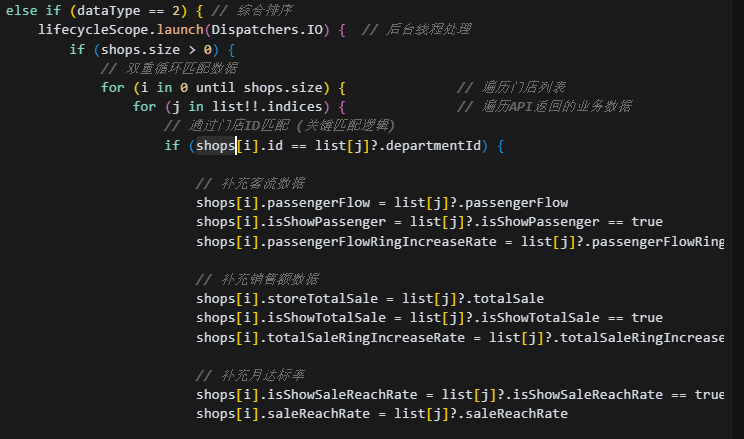 else if (dataType == 2) { // 综合排序
lifecycleScope.launch(Dispatchers.IO) { // 后台线程处理
if (shops.size > 0) {
// 双重循环匹配数据
for (i in 0 until shops.size) { // 遍历门店列表
for (j in list!!.indices) { // 遍历API返回的业务数据
// 通过门店ID匹配 (关键匹配逻辑)
if (shops[i].id == list[j]?.departmentId) {
// 补充客流数据
shops[i].passengerFlow = list[j]?.passengerFlow
shops[i].isShowPassenger = list[j]?.isShowPassenger == true
shops[i].passengerFlowRingIncreaseRate = list[j]?.passengerFlowRing
// 补充销售额数据
shops[i].storeTotalSale = list[j]?.totalSale
shops[i].isShowTotalSale = list[j]?.isShowTotalSale == true
shops[i].totalSaleRingIncreaseRate = list[j]?.totalSaleRingIncrease
// 补充月达标率
shops[i].isShowSaleReachRate = list[j]?.isShowSaleReachRate == true
shops[i].saleReachRate = list[j]?.saleReachRate